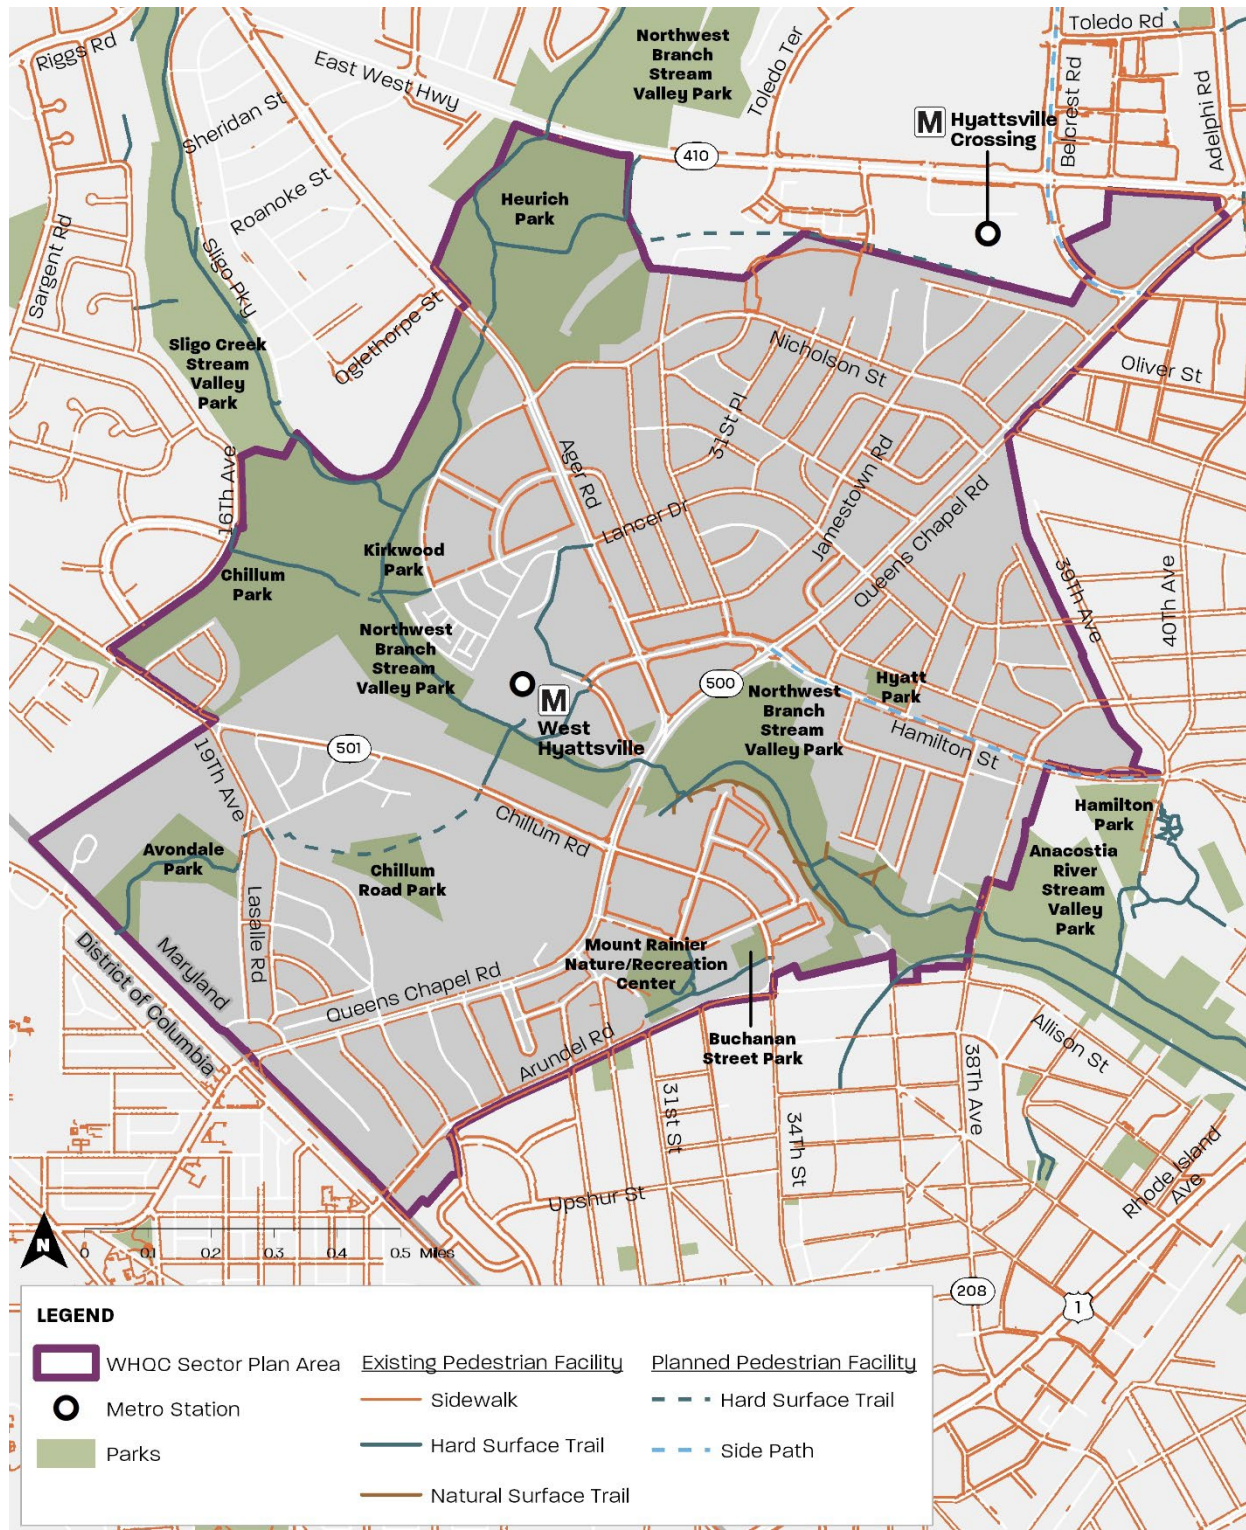 Toledo Rd
Riggs Rd
East West Hwy
Northwest
Branch
Stream
Valley Park
Toledo Ter
Belcrest Rd
Adelphi Rd
M Hyattsville
Crossing
Sheridan St
410
Roanoke St
Heurich
Park
Sargent Rd
Sligo Pky
Oglethorpe St
Sligo Creek
Stream
Valley
Park
Nicholson St
Oliver St
31St Pl
Ager Rd
Jamestown Rd
16Th Ave
Lancer Dr
Queens Chapel Rd
Kirkwood
Park
Chillum
Park
39Th Ave
40Th Ave
Northwest
Branch
Stream
Valley Park
M
West
Hyattsville
500
Northwest
Branch
Stream
Valley Park
Hyatt
Park
Hamilton St
501
19Th Ave
Chillum Rd
Hamilton
Park
Avondale
Park
Chillum
Road Park
Anacostia
River
Stream
Valley
Park
Lasalle Rd
Maryland
District of Columbia
Mount Rainier
Nature/Recreation
Center
Queens Chapel Rd
Arundel Rd
Buchanan
Street Park
Allison St
38Th Ave
31st St
34Th St
Upshur St
Rhode Island
Ave
N
0 0.1 0.2 0.3 0.4 0.5 Miles
208
1
LEGEND
WHQC Sector Plan Area
Metro Station
Parks
Existing Pedestrian Facility
Sidewalk
Hard Surface Trail
Natural Surface Trail
Planned Pedestrian Facility
Hard Surface Trail
Side Path